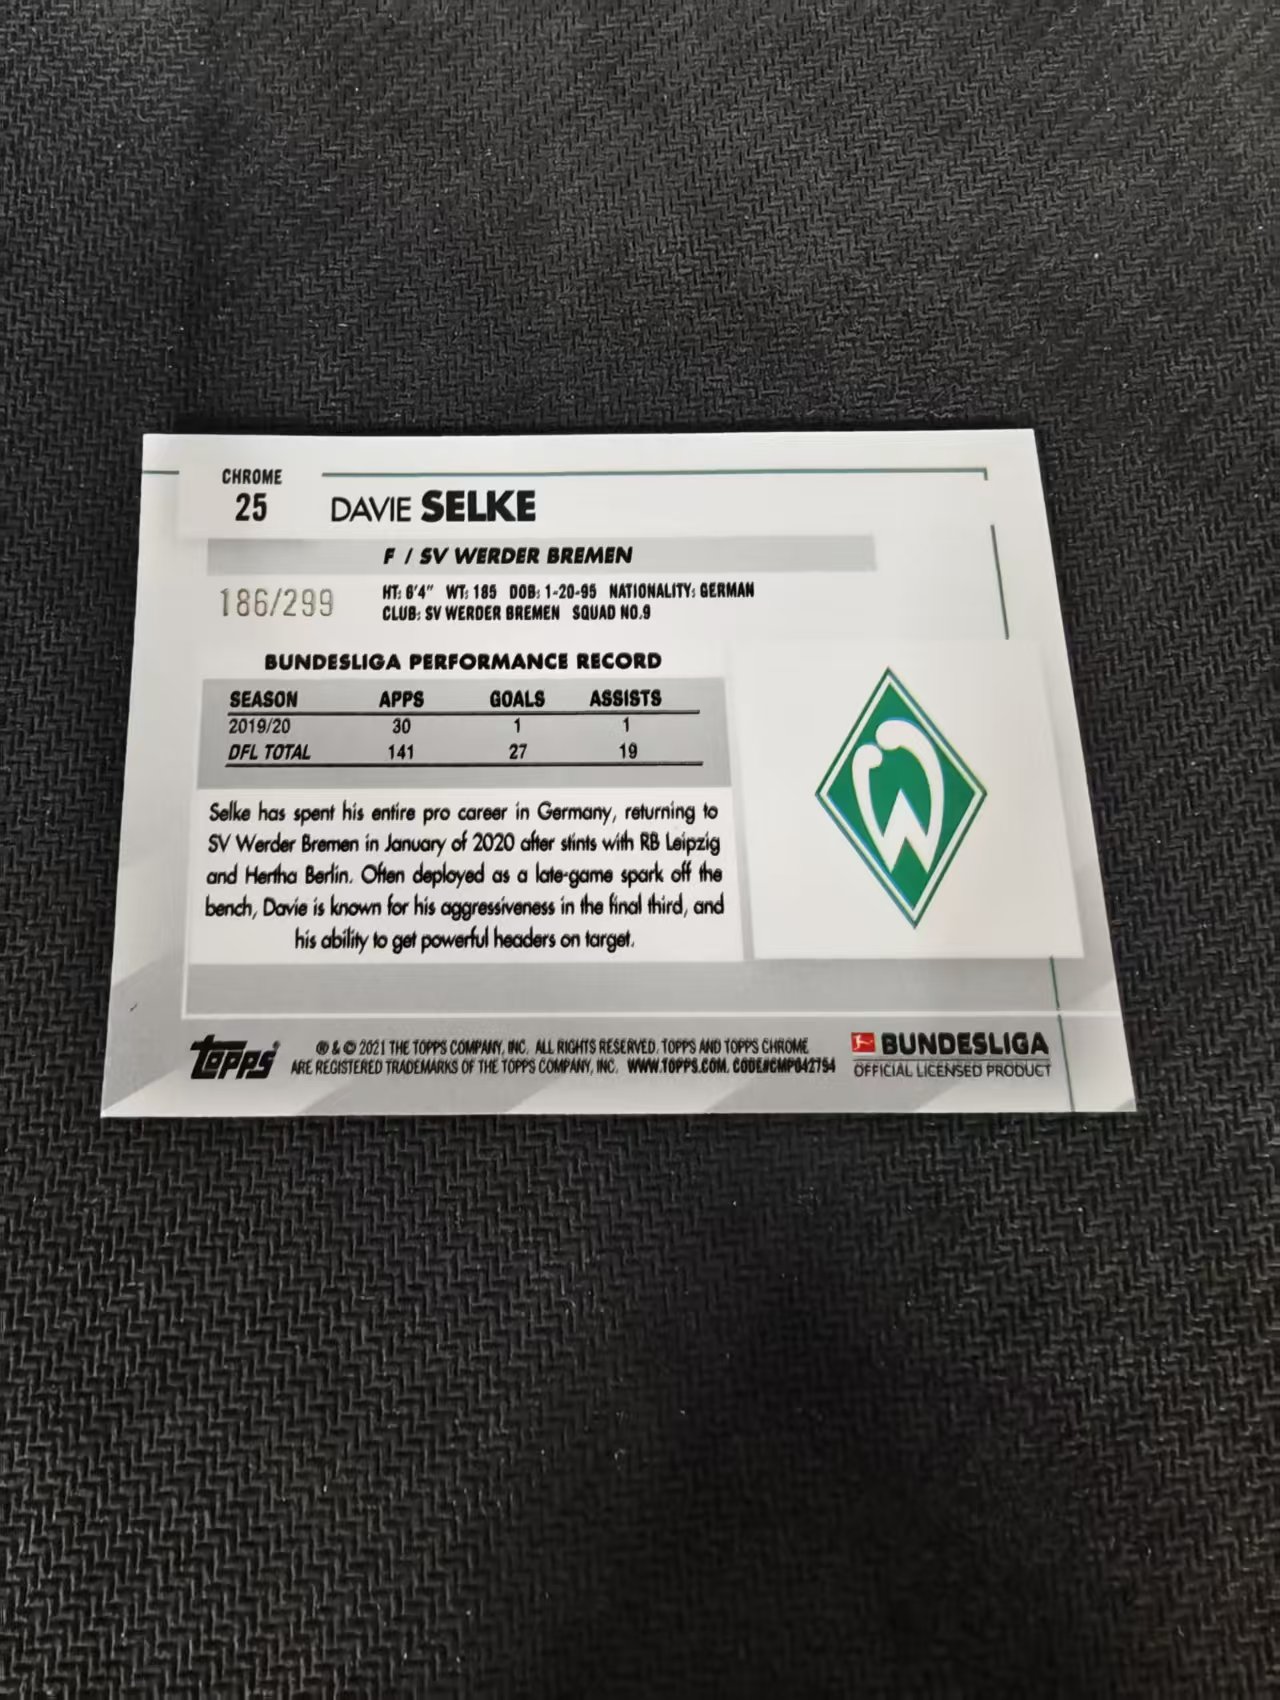 CHROME
25
DAVIE SELKE
F / SV WERDER BREMEN
186/299
HT: 6'4" WT: 185 DOB: 1-20-95 NATIONALITY: GERMAN
CLUB: SV WERDER BREMEN SQUAD NO.9
BUNDESLIGA PERFORMANCE RECORD
SEASON APPS GOALS ASSISTS
2019/20 30 1 1
DFL TOTAL 141 27 19
Selke has spent his entire pro career in Germany, returning to
SV Werder Bremen in January of 2020 after stints with RB Leipzig
and Hertha Berlin. Often deployed as a late-game spark off the
bench, Davie is known for his aggressiveness in the final third, and
his ability to get powerful headers on target.
W
Topps
® & © 2021 THE TOPPS COMPANY, INC. ALL RIGHTS RESERVED. TOPPS AND TOPPS CHROME
ARE REGISTERED TRADEMARKS OF THE TOPPS COMPANY, INC. WWW.TOPPS.COM. CODE#CMP042754
BUNDESLIGA
OFFICIAL LICENSED PRODUCT